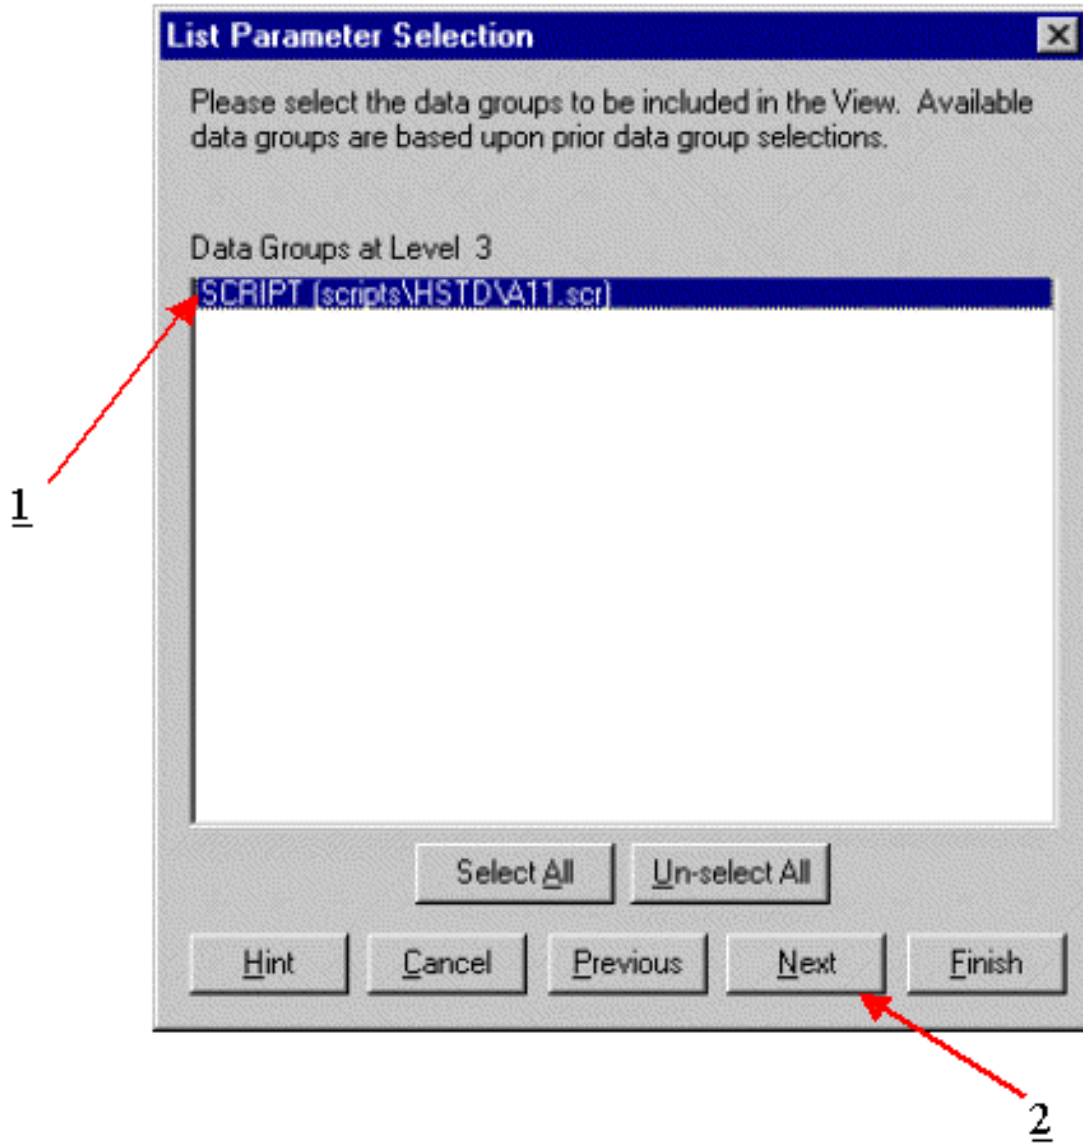 List Parameter Selection
Please select the data groups to be included in the View. Available
data groups are based upon prior data group selections.
Data Groups at Level 3
SCRIPT (scripts\HSTD\A11.scr)
1
Select All Un-select All
Hint Cancel Previous Next Finish
2